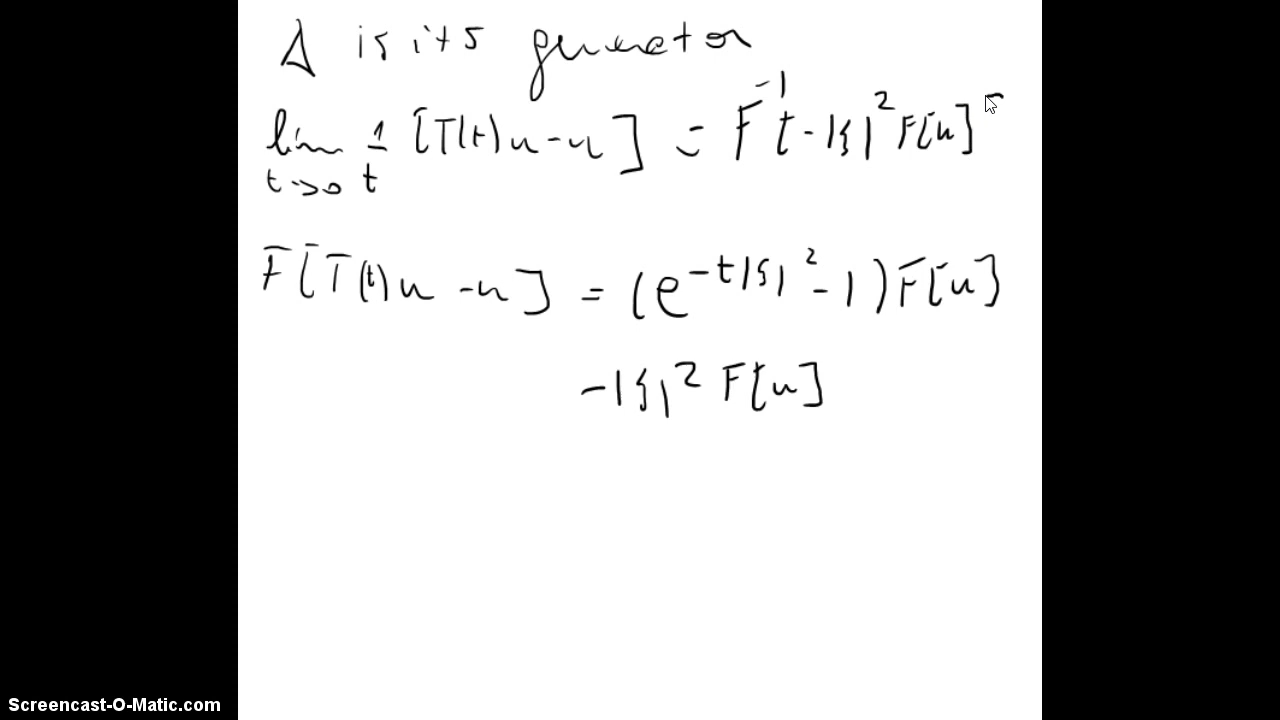 Δ is its generator
lim t->0 1/t [T(t)u-u] = F^-1[-|ξ|^2 F[u]]
F[T(t)u-u] = (e^{-t|ξ|^2}-1)F[u]
-|ξ|^2 F[u]
Screencast-O-Matic.com